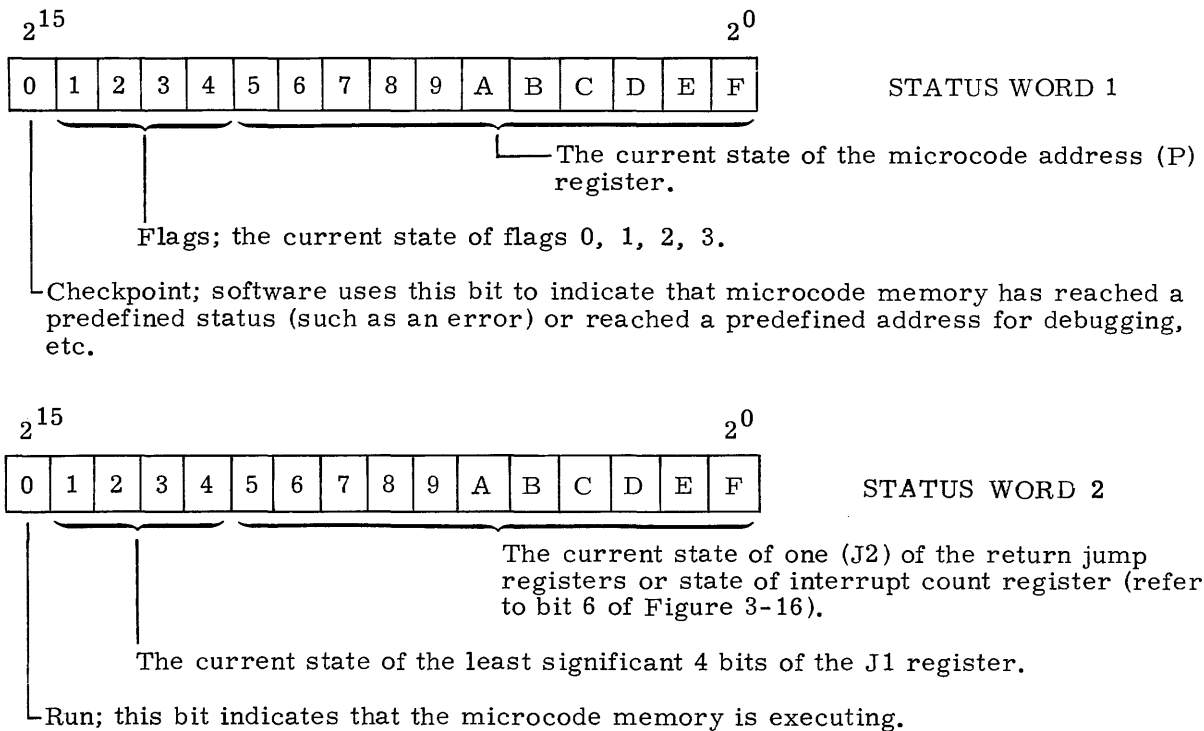 2^15 2^0
0 1 2 3 4 5 6 7 8 9 A B C D E F STATUS WORD 1
The current state of the microcode address (P)
register.
Flags; the current state of flags 0, 1, 2, 3.
Checkpoint; software uses this bit to indicate that microcode memory has reached a
predefined status (such as an error) or reached a predefined address for debugging,
etc.
2^15 2^0
0 1 2 3 4 5 6 7 8 9 A B C D E F STATUS WORD 2
The current state of one (J2) of the return jump
registers or state of interrupt count register (refer
to bit 6 of Figure 3-16).
The current state of the least significant 4 bits of the J1 register.
Run; this bit indicates that the microcode memory is executing.